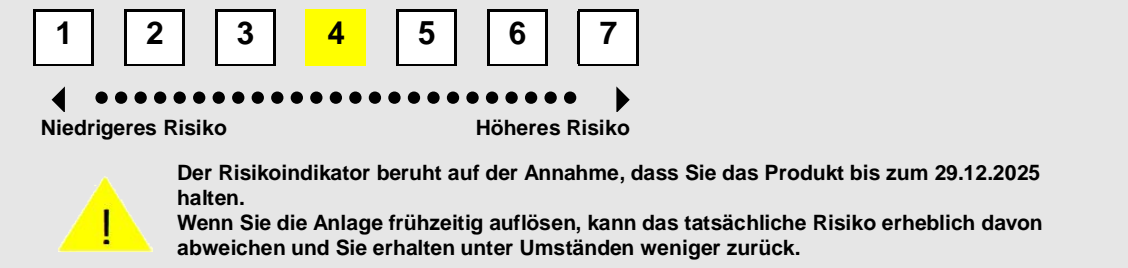 1 2 3 4 5 6 7
Niedrigeres Risiko Höheres Risiko
Der Risikoindikator beruht auf der Annahme, dass Sie das Produkt bis zum 29.12.2025
halten.
Wenn Sie die Anlage frühzeitig auflösen, kann das tatsächliche Risiko erheblich davon
abweichen und Sie erhalten unter Umständen weniger zurück.
!